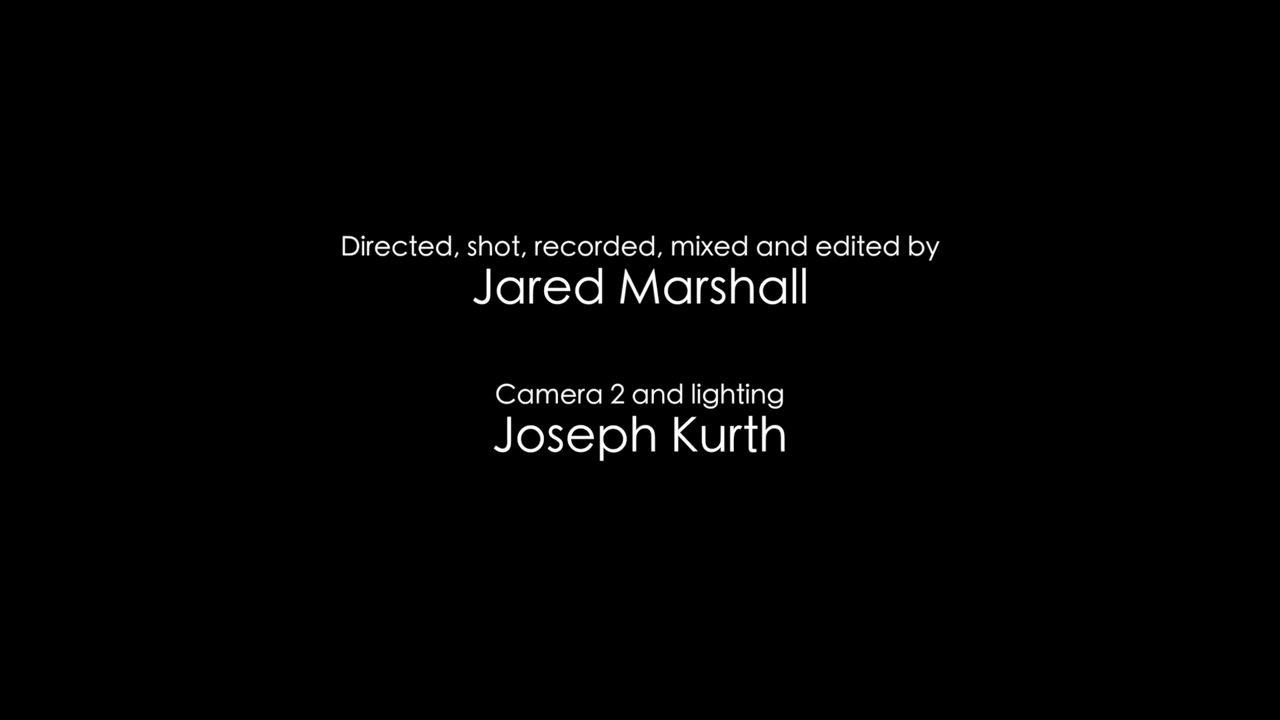 Directed, shot, recorded, mixed and edited by
Jared Marshall
Camera 2 and lighting
Joseph Kurth